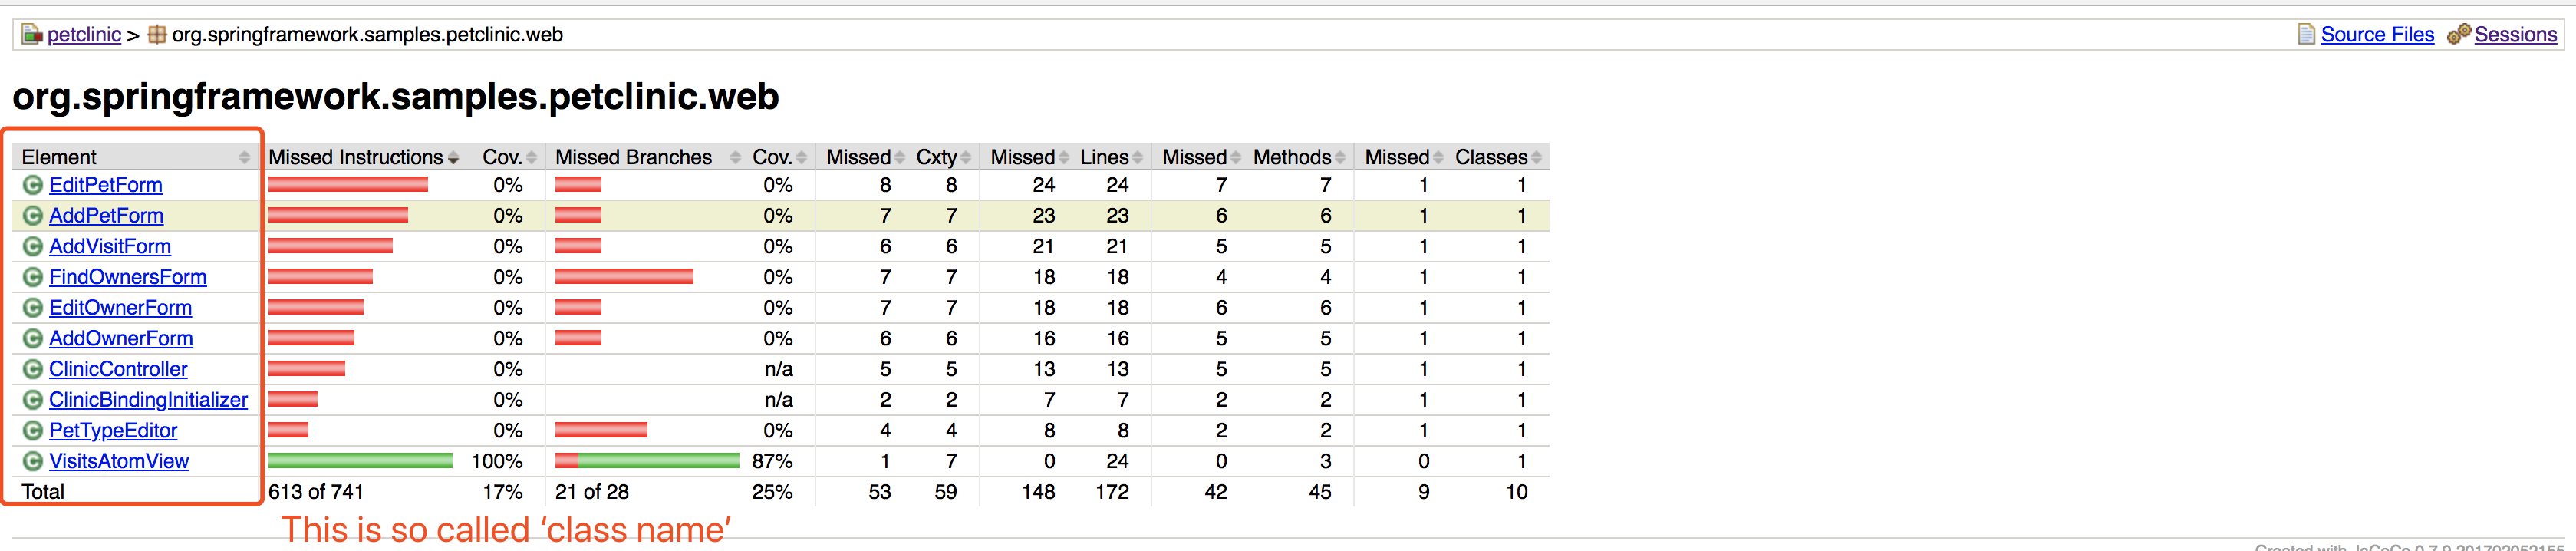 petclinic > org.springframework.samples.petclinic.web Source Files Sessions
org.springframework.samples.petclinic.web
Element Missed Instructions Cov. Missed Branches Cov. Missed Cxty Missed Lines Missed Methods Missed Classes
EditPetForm 0% 0% 8 8 24 24 7 7 1 1
AddPetForm 0% 0% 7 7 23 23 6 6 1 1
AddVisitForm 0% 0% 6 6 21 21 5 5 1 1
FindOwnersForm 0% 0% 7 7 18 18 4 4 1 1
EditOwnerForm 0% 0% 7 7 18 18 6 6 1 1
AddOwnerForm 0% 0% 6 6 16 16 5 5 1 1
ClinicController 0% n/a 5 5 13 13 5 5 1 1
ClinicBindingInitializer 0% n/a 2 2 7 7 2 2 1 1
PetTypeEditor 0% 0% 4 4 8 8 2 2 1 1
VisitsAtomView 100% 87% 1 7 0 24 0 3 0 1
Total 613 of 741 17% 21 of 28 25% 53 59 148 172 42 45 9 10
This is so called ‘class name’
Created with JaCoCo 0.7.9.201702052155